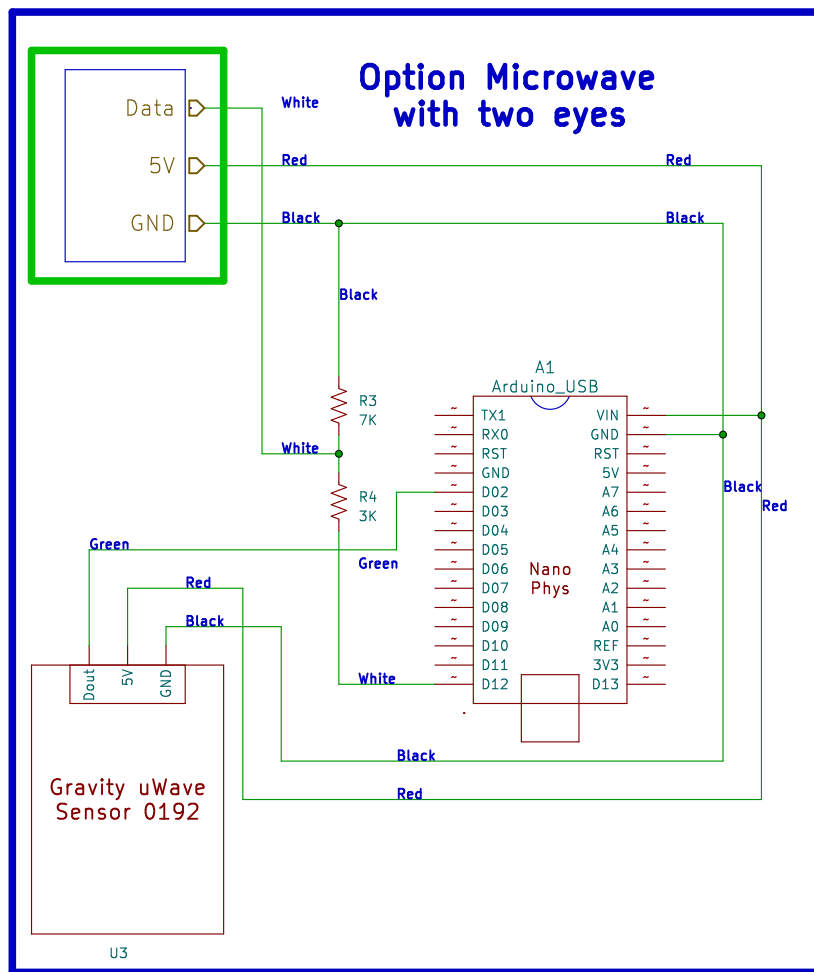 Option Microwave
with two eyes
Data
White
5V
Red
Red
GND
Black
Black
Black
A1
Arduino_USB
R3
7K
White
R4
3K
~ TX1
~ RX0
~ RST
~ GND
~ D02
~ D03
~ D04
~ D05
~ D06
~ D07
~ D08
~ D09
~ D10
~ D11
~ D12
VIN ~
GND ~
RST ~
5V ~
A7 ~
A6 ~
A5 ~
A4 ~
A3 ~
A2 ~
A1 ~
A0 ~
REF ~
3V3 ~
D13 ~
Nano
Phys
Black
Red
Green
Green
Red
Black
White
Dout
5V
GND
Black
Red
Gravity uWave
Sensor 0192
U3